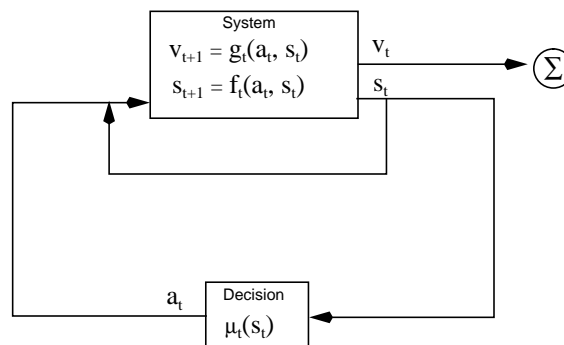 System
vₜ₊₁ = gₜ(aₜ, sₜ)
sₜ₊₁ = fₜ(aₜ, sₜ)
vₜ
Σ
sₜ
aₜ
Decision
μₜ(sₜ)